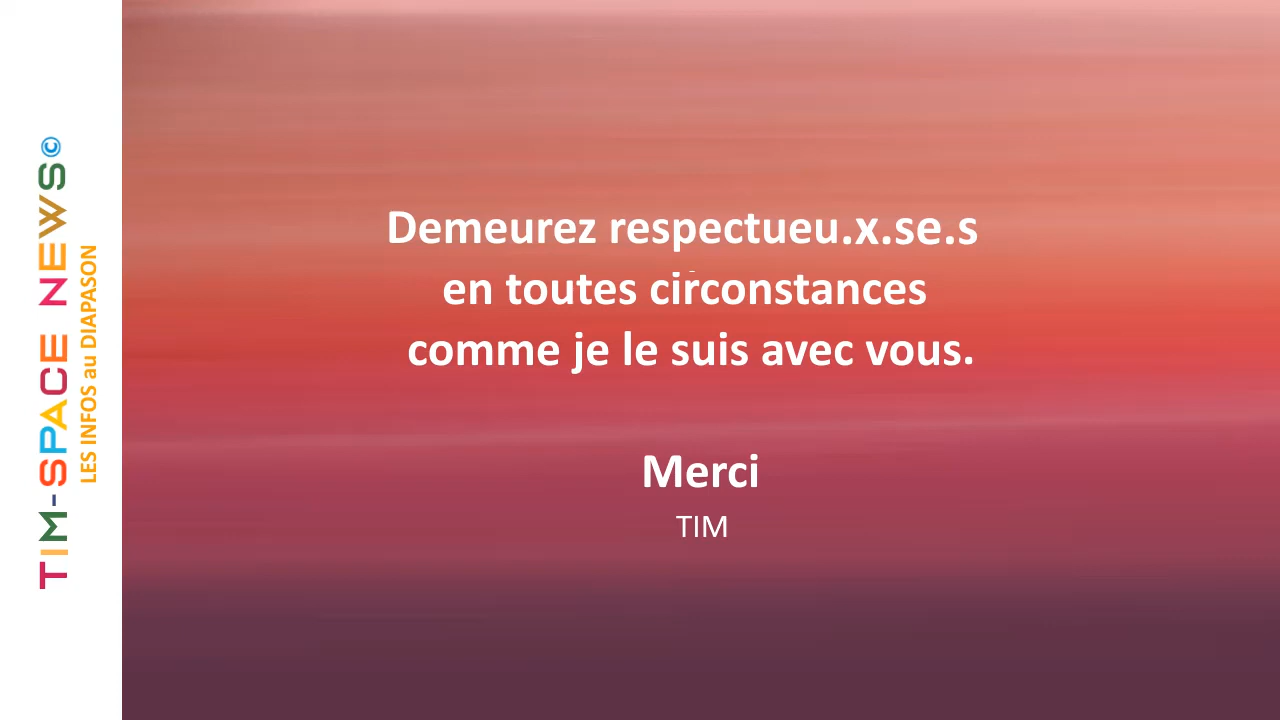 TIM-SPACE NEWS©
LES INFOS au DIAPASON
Demeurez respectueu.x.se.s
en toutes circonstances
comme je le suis avec vous.
Merci
TIM